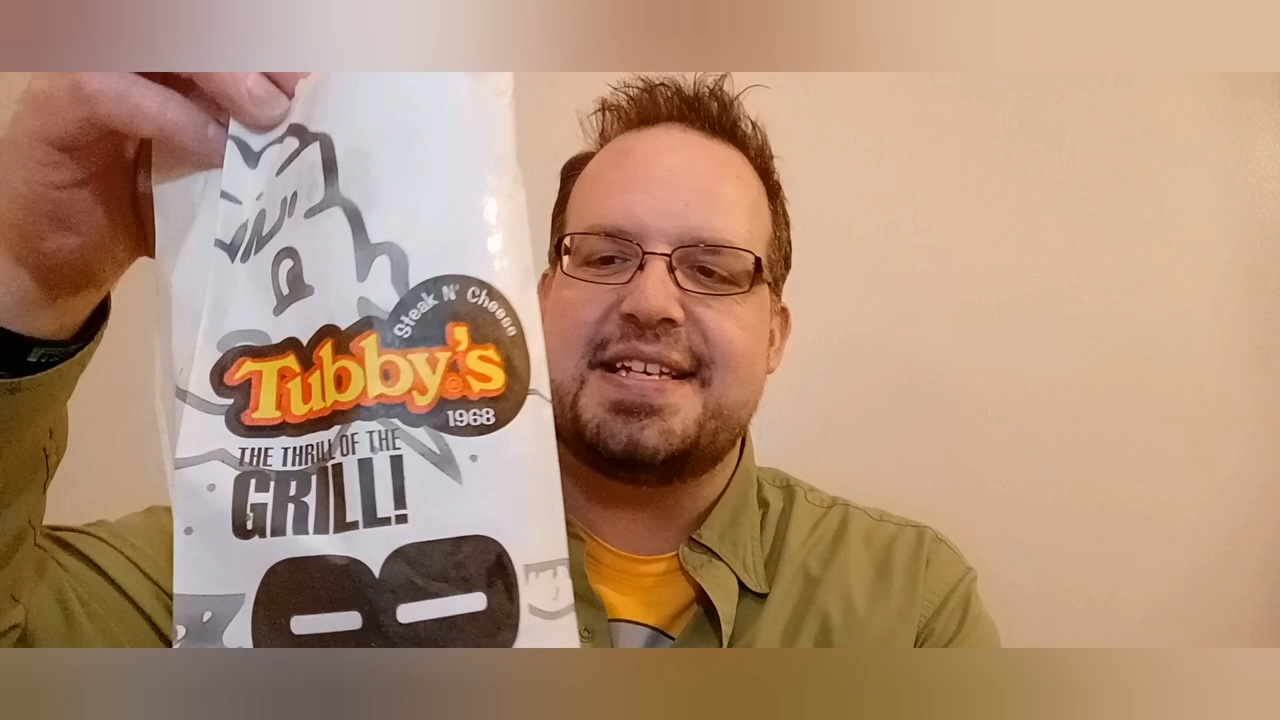 Steak N' Cheese
Tubby's®
1968
THE THRILL OF THE
GRILL!